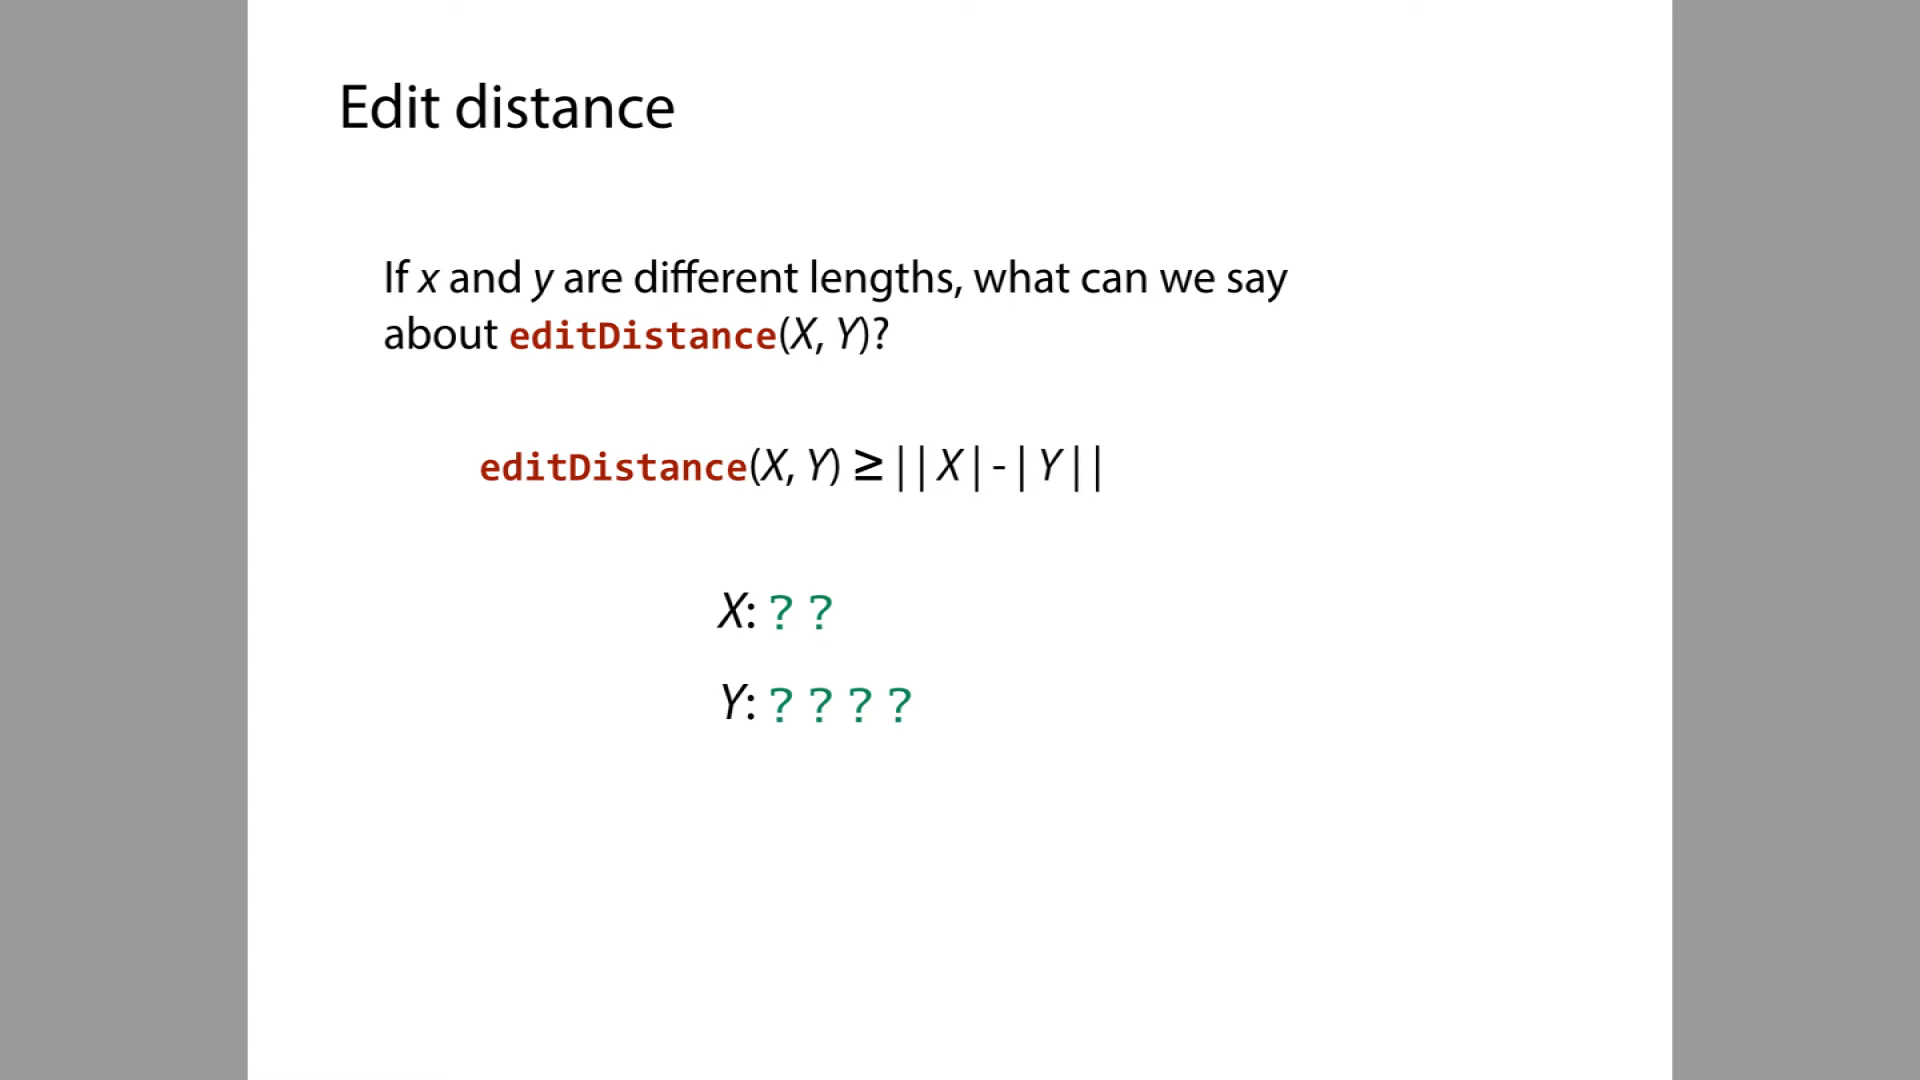 Edit distance
If x and y are different lengths, what can we say
about editDistance(X, Y)?
editDistance(X, Y) ≥ ||X|-|Y||
X: ? ?
Y: ? ? ? ?